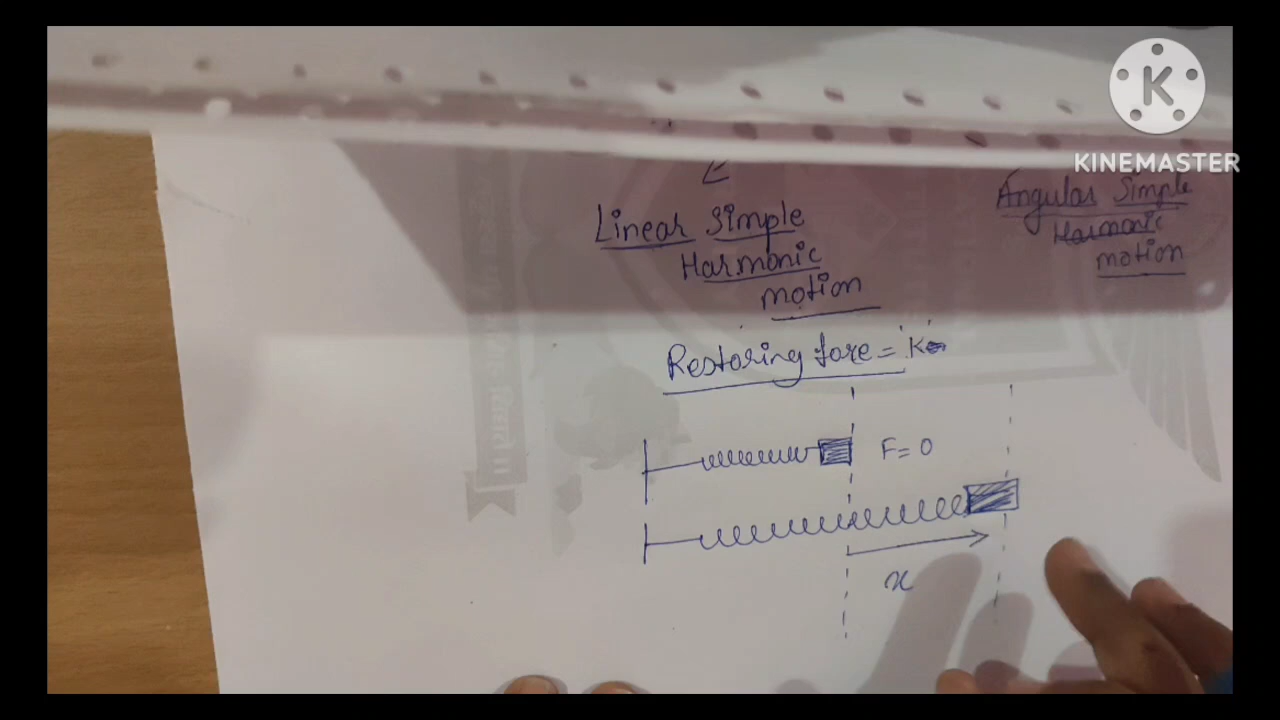 K
KINEMASTER
Linear Simple
Harmonic
motion
Angular Simple
Harmonic
motion
Restoring fore = K
F = 0
x